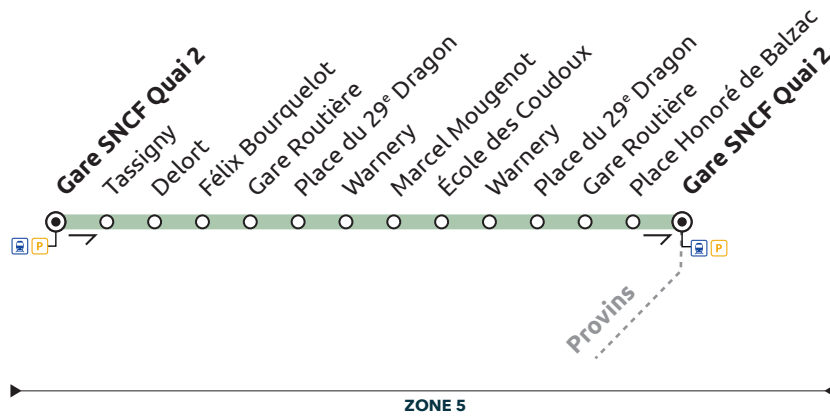 Gare SNCF Quai 2
Tassigny
Delort
Félix Bourquelot
Gare Routière
Place du 29e Dragon
Warnery
Marcel Mougenot
École des Coudoux
Warnery
Place du 29e Dragon
Gare Routière
Place Honoré de Balzac
Gare SNCF Quai 2
P
P
Provins
ZONE 5